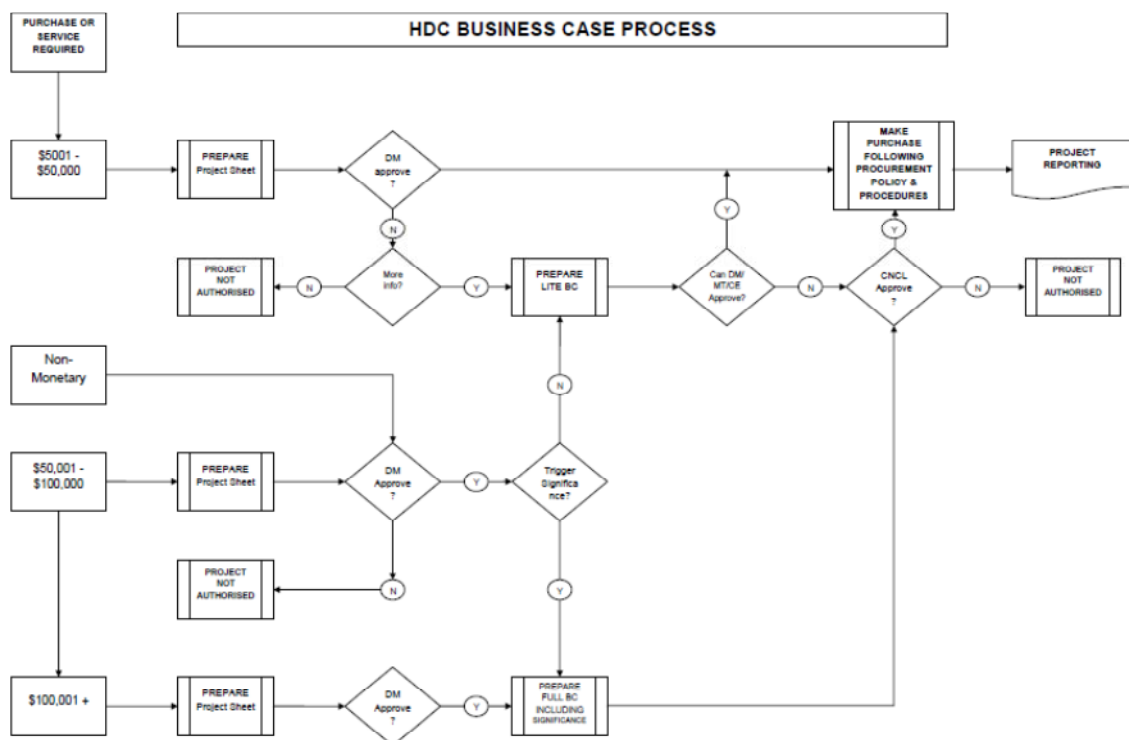 PURCHASE OR
SERVICE
REQUIRED
HDC BUSINESS CASE PROCESS
$5001 -
$50,000
PREPARE
Project Sheet
DM
approve
?
MAKE
PURCHASE
FOLLOWING
PROCUREMENT
POLICY &
PROCEDURES
PROJECT
REPORTING
N
Y
Y
PROJECT
NOT
AUTHORISED
N
More
info?
Y
PREPARE
LITE BC
Can DM/
MT/CE
Approve?
N
CNCL
Approve
?
N
PROJECT
NOT
AUTHORISED
Non-
Monetary
N
$50,001 -
$100,000
PREPARE
Project Sheet
DM
Approve
?
Y
Trigger
Significa
nce?
PROJECT
NOT
AUTHORISED
N
Y
$100,001 +
PREPARE
Project Sheet
DM
Approve
?
Y
PREPARE
FULL BC
INCLUDING
SIGNIFICANCE